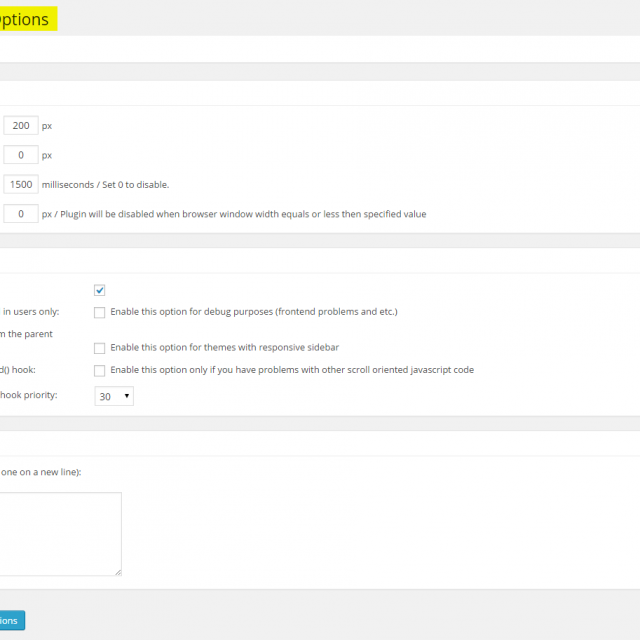 ptions
200 px
0 px
1500 milliseconds / Set 0 to disable.
0 px / Plugin will be disabled when browser window width equals or less then specified value
in users only: Enable this option for debug purposes (frontend problems and etc.)
m the parent
Enable this option for themes with responsive sidebar
d() hook: Enable this option only if you have problems with other scroll oriented javascript code
hook priority: 30
one on a new line):
ions